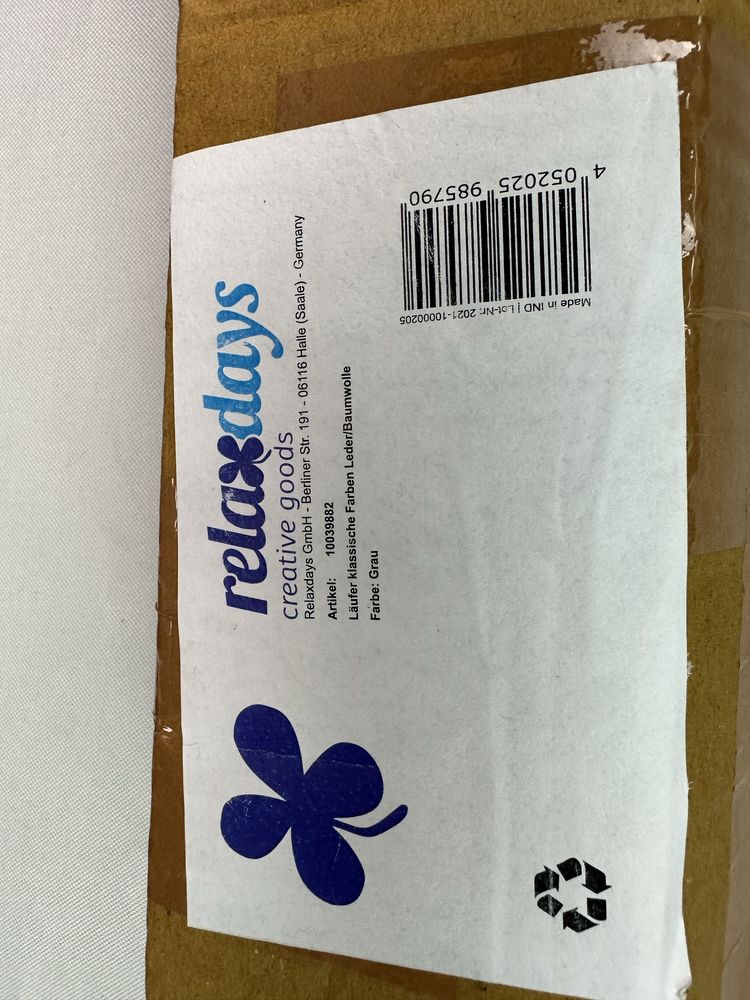 relaxdays
creative goods
Relaxdays GmbH - Berliner Str. 191 - 06116 Halle (Saale) - Germany
Artikel: 10039882
Läufer klassische Farben Leder/Baumwolle
Farbe: Grau
Made in IND | Lot-Nr: 2021-10000205
4 052025 985790